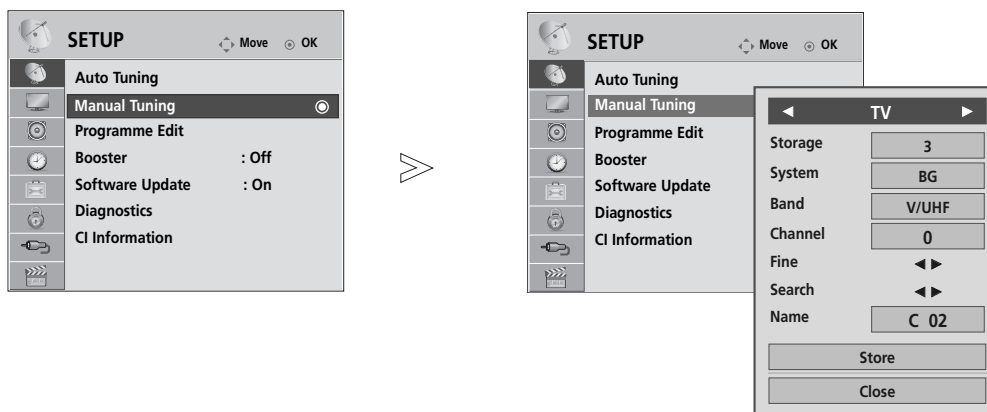 SETUP Move OK
Auto Tuning
Manual Tuning
Programme Edit
Booster : Off
Software Update : On
Diagnostics
CI Information
SETUP Move OK
Auto Tuning
Manual Tuning
Programme Edit
Booster
Software Update
Diagnostics
CI Information
◄ TV ►
Storage 3
System BG
Band V/UHF
Channel 0
Fine ◄ ►
Search ◄ ►
Name C 02
Store
Close